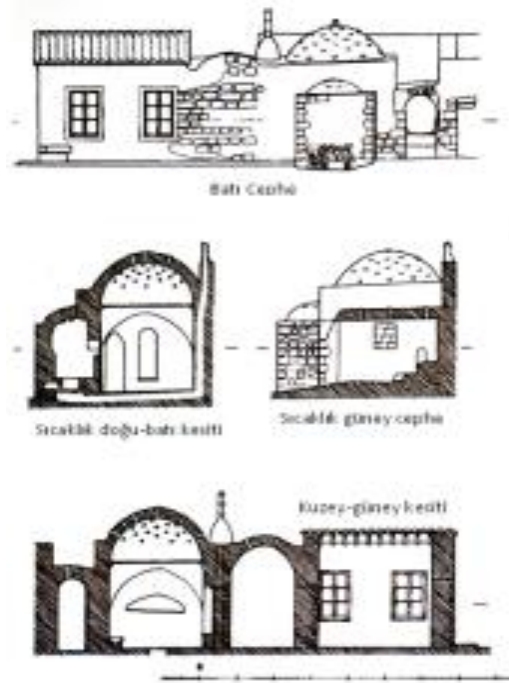 Batı Cephe
Sıcaklık doğu-batı kesiti
Sıcaklık güney cephe
Kuzey-güney kesiti